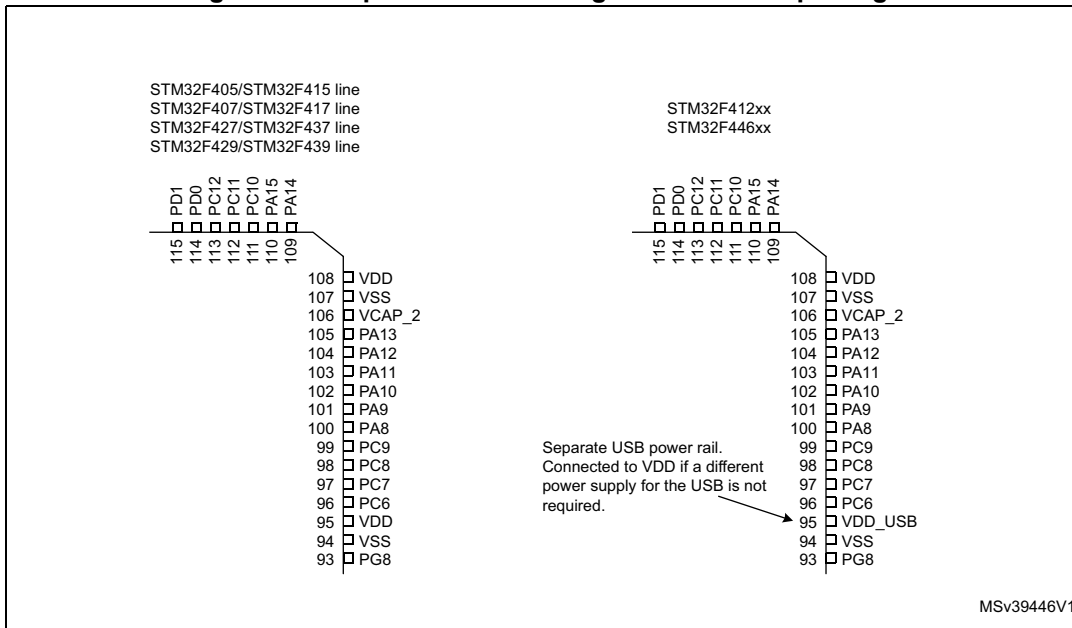 STM32F405/STM32F415 line
STM32F407/STM32F417 line
STM32F427/STM32F437 line
STM32F429/STM32F439 line
PD1
PD0
PC12
PC11
PC10
PA15
PA14
115
114
113
112
111
110
109
108 VDD
107 VSS
106 VCAP_2
105 PA13
104 PA12
103 PA11
102 PA10
101 PA9
100 PA8
99 PC9
98 PC8
97 PC7
96 PC6
95 VDD
94 VSS
93 PG8
STM32F412xx
STM32F446xx
PD1
PD0
PC12
PC11
PC10
PA15
PA14
115
114
113
112
111
110
109
108 VDD
107 VSS
106 VCAP_2
105 PA13
104 PA12
103 PA11
102 PA10
101 PA9
100 PA8
99 PC9
98 PC8
97 PC7
96 PC6
95 VDD_USB
94 VSS
93 PG8
Separate USB power rail.
Connected to VDD if a different
power supply for the USB is not
required.
MSv39446V1